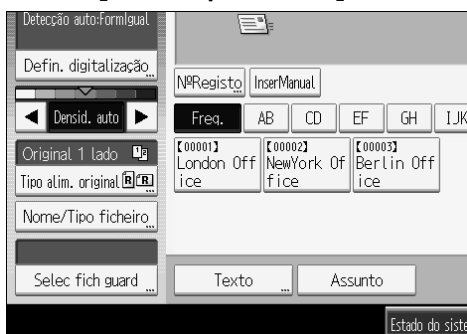 Detecção auto:FormIgual
Defin. digitalização
NºRegisto
InserManual
Densid. auto
Freq.
AB
CD
EF
GH
IJK
Original 1 lado
Tipo alim. original
【00001】
London Off
ice
【00002】
NewYork Of
fice
【00003】
Berlin Off
ice
Nome/Tipo ficheiro
Selec fich guard
Texto
Assunto
Estado do siste